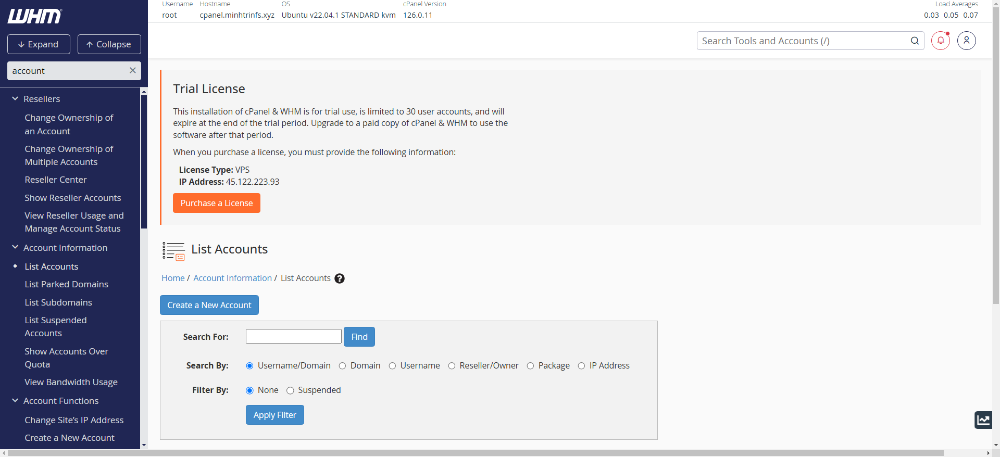 WHM
Expand
Collapse
account
Resellers
Change Ownership of
an Account
Change Ownership of
Multiple Accounts
Reseller Center
Show Reseller Accounts
View Reseller Usage and
Manage Account Status
Account Information
List Accounts
List Parked Domains
List Subdomains
List Suspended
Accounts
Show Accounts Over
Quota
View Bandwidth Usage
Account Functions
Change Site’s IP Address
Create a New Account
Username Hostname OS cPanel Version Load Averages
root cpanel.minhtrinfs.xyz Ubuntu v22.04.1 STANDARD kvm 126.0.11 0.03 0.05 0.07
Search Tools and Accounts (/)
Trial License
This installation of cPanel & WHM is for trial use, is limited to 30 user accounts, and will
expire at the end of the trial period. Upgrade to a paid copy of cPanel & WHM to use the
software after that period.
When you purchase a license, you must provide the following information:
License Type: VPS
IP Address: 45.122.223.93
Purchase a License
List Accounts
Home / Account Information / List Accounts ?
Create a New Account
Search For: Find
Search By: Username/Domain Domain Username Reseller/Owner Package IP Address
Filter By: None Suspended
Apply Filter